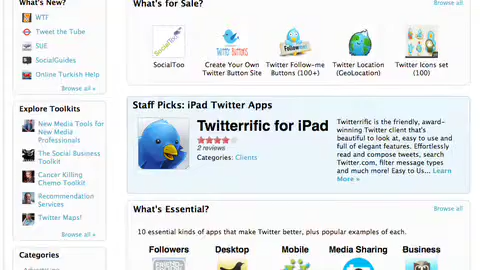 What's New?
WTF
Tweet the Tube
SUE
SocialGuides
Online Turkish Help
Browse all »
Explore Toolkits
New Media Tools for
New Media
Professionals
The Social Business
Toolkit
Cancer Killing
Chemo Toolkit
Recommendation
Services
Twitter Maps!
Browse all »
Categories
What's for Sale?
Browse all
SocialToo
Create Your Own
Twitter Button Site
Twitter Follow-me
Buttons (100+)
Twitter Location
(GeoLocation)
Twitter Icons set
(100)
Staff Picks: iPad Twitter Apps
Twitterrific for iPad
2 reviews
Categories: Clients
Twitterrific is the friendly, award-
winning Twitter client that's
beautiful to look at, easy to use and
full of elegant features. Effortlessly
read and compose tweets, search
Twitter.com, filter message types
and much more! Easy to Us... Learn
More »
What's Essential?
Browse all
10 essential kinds of apps that make Twitter better, plus popular examples of each.
Followers
Desktop
Mobile
Media Sharing
Business